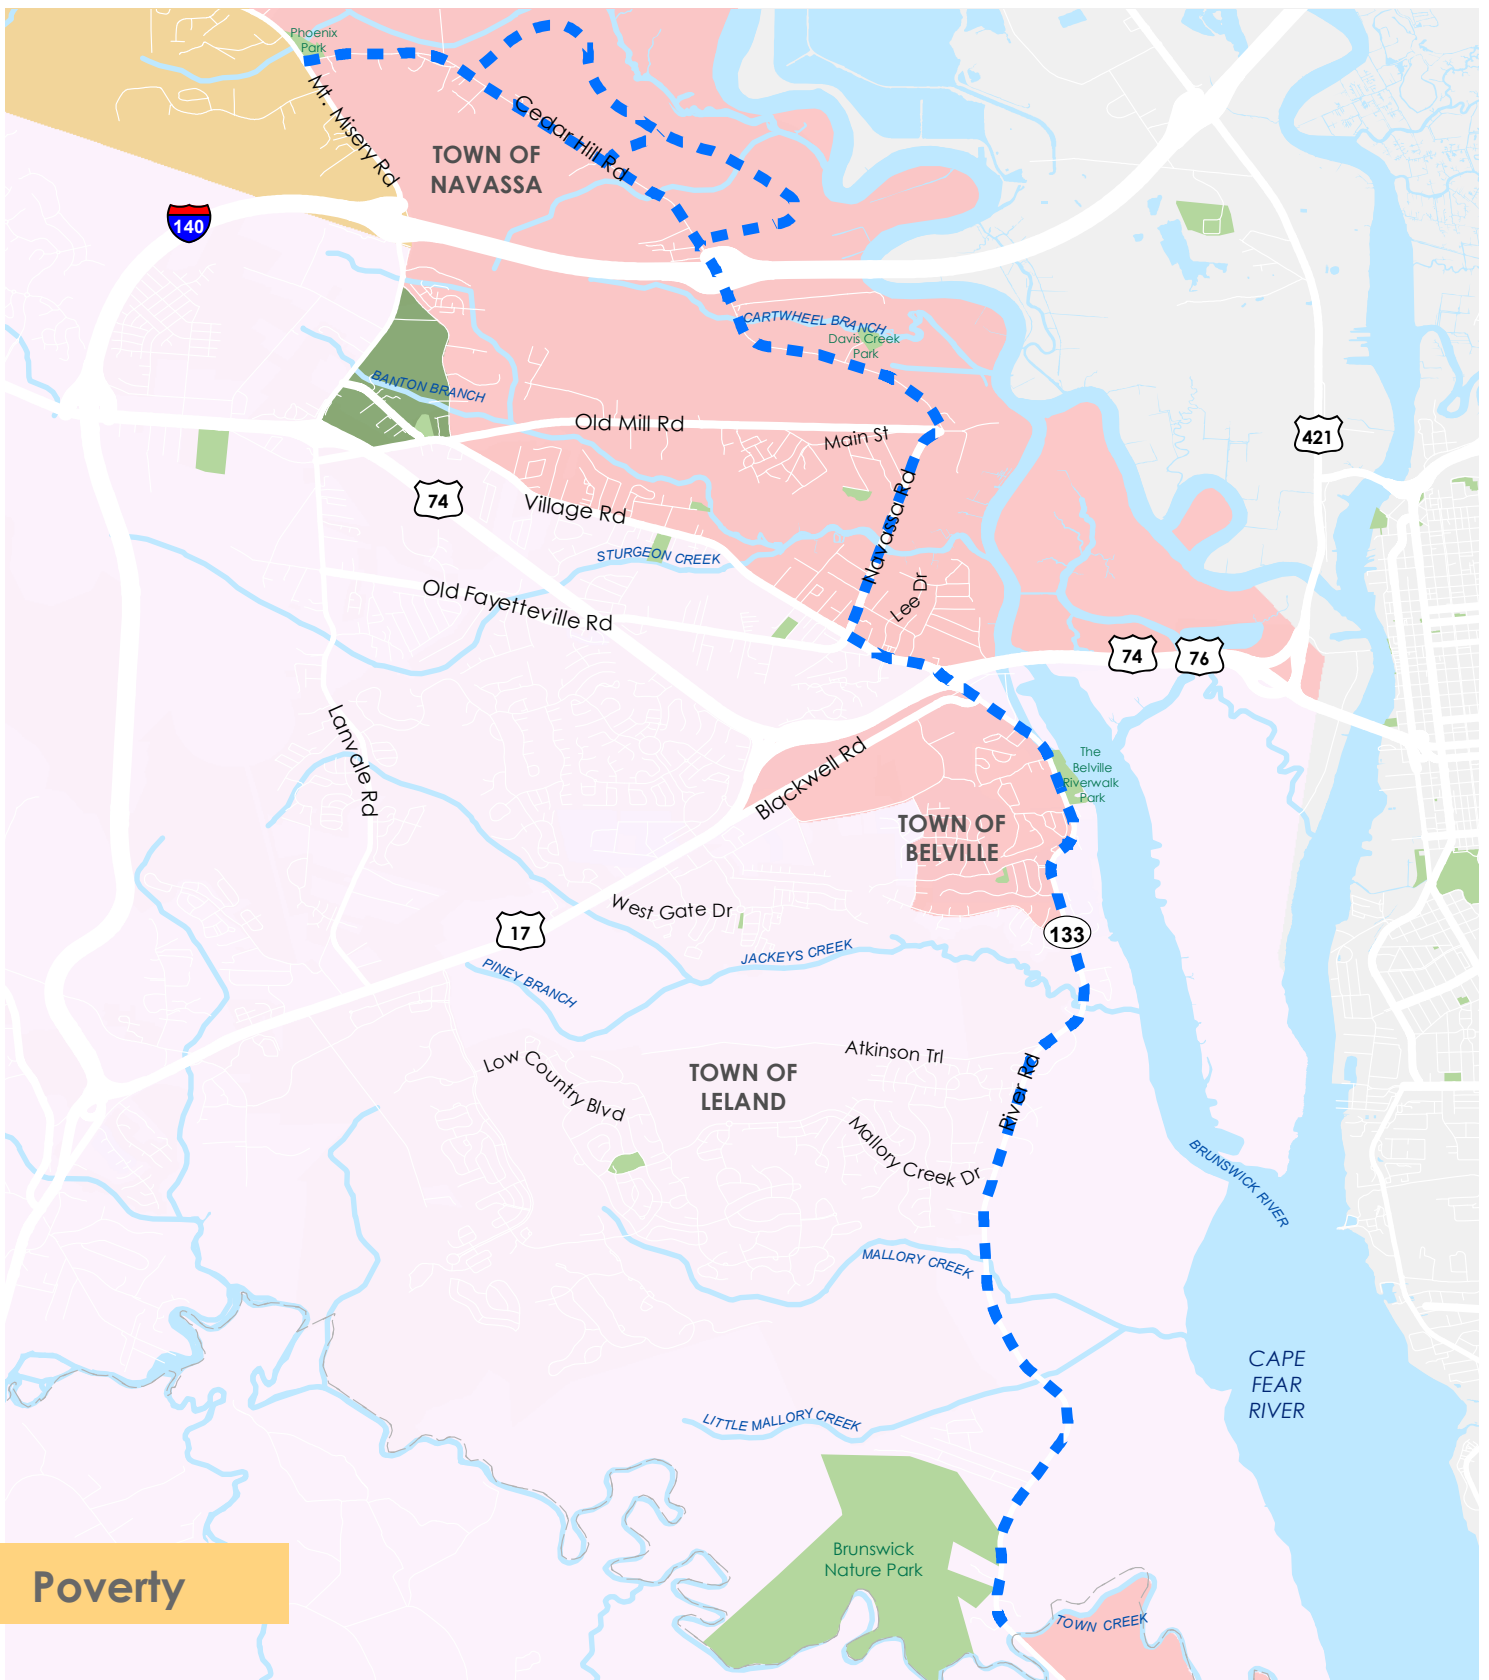 Phoenix
Park
Mt. Misery Rd
Cedar Hill Rd
TOWN OF
NAVASSA
140
CARTWHEEL BRANCH
Davis Creek
Park
BANTON BRANCH
Old Mill Rd
Main St
421
74
Village Rd
Navassa Rd
STURGEON CREEK
Old Fayetteville Rd
Lee Dr
74
76
Lanvale Rd
Blackwell Rd
The
Belville
Riverwalk
Park
TOWN OF
BELVILLE
West Gate Dr
17
133
JACKEYS CREEK
PINEY BRANCH
Low Country Blvd
TOWN OF
LELAND
Atkinson Trl
River Rd
Mallory Creek Dr
BRUNSWICK RIVER
MALLORY CREEK
CAPE
FEAR
RIVER
LITTLE MALLORY CREEK
Brunswick
Nature Park
Poverty
TOWN CREEK